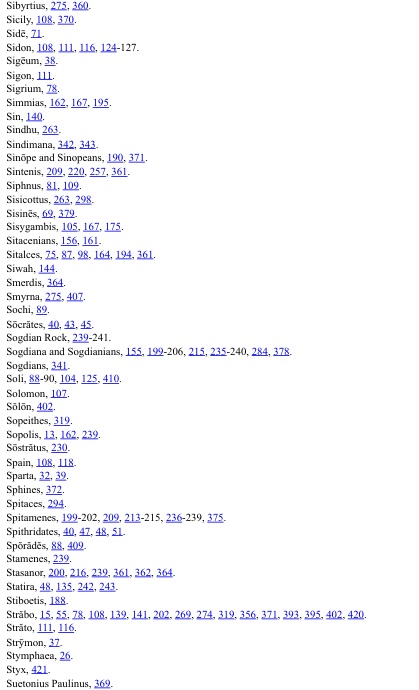 Sibyrtius, 275, 360.
Sicily, 108, 370.
Sidē, 71.
Sidon, 108, 111, 116, 124-127.
Sigēum, 38.
Sigon, 111.
Sigrium, 78.
Simmias, 162, 167, 195.
Sin, 140.
Sindhu, 263.
Sindimana, 342, 343.
Sinōpe and Sinopeans, 190, 371.
Sintenis, 209, 220, 257, 361.
Siphnus, 81, 109.
Sisicottus, 263, 298.
Sisinēs, 69, 379.
Sisygambis, 105, 167, 175.
Sitacenians, 156, 161.
Sitalces, 75, 87, 98, 164, 194, 361.
Siwah, 144.
Smerdis, 364.
Smyrna, 275, 407.
Sochi, 89.
Sōcrātes, 40, 43, 45.
Sogdian Rock, 239-241.
Sogdiana and Sogdianians, 155, 199-206, 215, 235-240, 284, 378.
Sogdians, 341.
Soli, 88-90, 104, 125, 410.
Solomon, 107.
Sōlōn, 402.
Sopeithes, 319.
Sopolis, 13, 162, 239.
Sōstrātus, 230.
Spain, 108, 118.
Sparta, 32, 39.
Sphines, 372.
Spitaces, 294.
Spitamenes, 199-202, 209, 213-215, 236-239, 375.
Spithridates, 40, 47, 48, 51.
Spōrādēs, 88, 409.
Stamenes, 239.
Stasanor, 200, 216, 239, 361, 362, 364.
Statira, 48, 135, 242, 243.
Stiboetis, 188.
Strābo, 15, 55, 78, 108, 139, 141, 202, 269, 274, 319, 356, 371, 393, 395, 402, 420.
Strāto, 111, 116.
Strȳmon, 37.
Stymphaea, 26.
Styx, 421.
Suetonius Paulinus, 369.